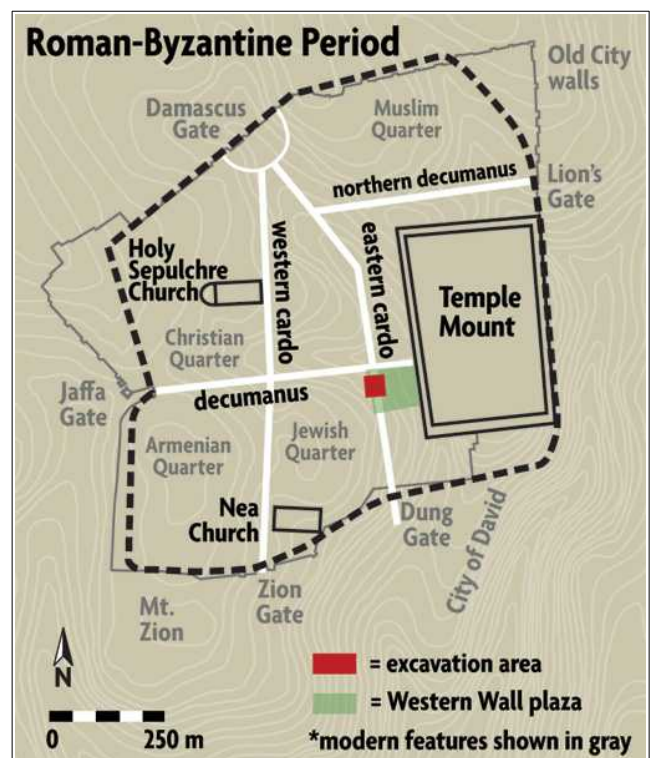 Roman-Byzantine Period
Old City
walls
Damascus
Gate
Muslim
Quarter
northern decumanus
Lion's
Gate
western cardo
eastern cardo
Holy
Sepulchre
Church
Temple
Mount
Christian
Quarter
Jaffa
Gate
decumanus
Armenian
Quarter
Jewish
Quarter
Nea
Church
Dung
Gate
City of David
Zion
Gate
Mt.
Zion
N
= excavation area
= Western Wall plaza
0 250 m
*modern features shown in gray